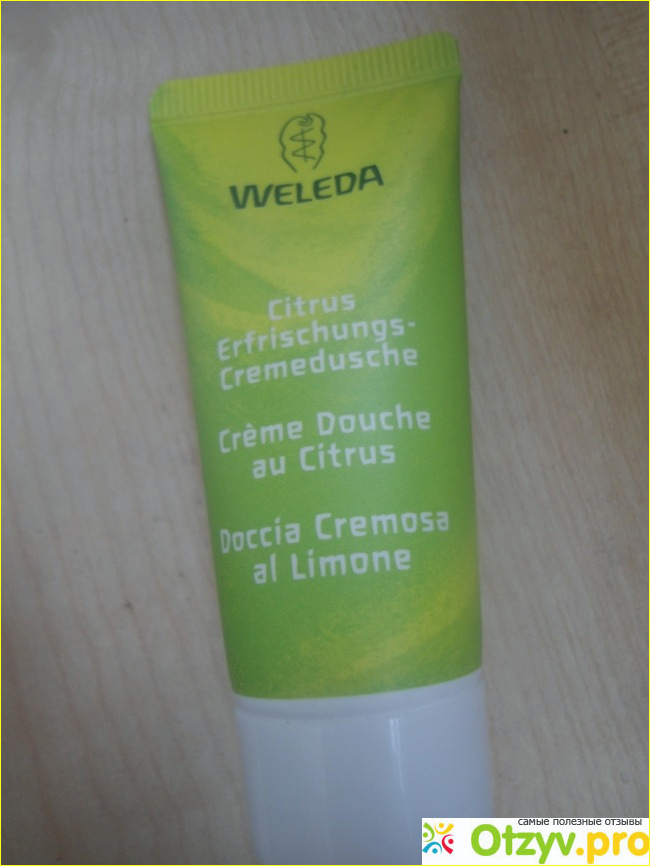 WELEDA
Citrus
Erfrischungs-
Cremedusche
Crème Douche
au Citrus
Doccia Cremosa
al Limone
самые полезные отзывы
Otzyv.pro